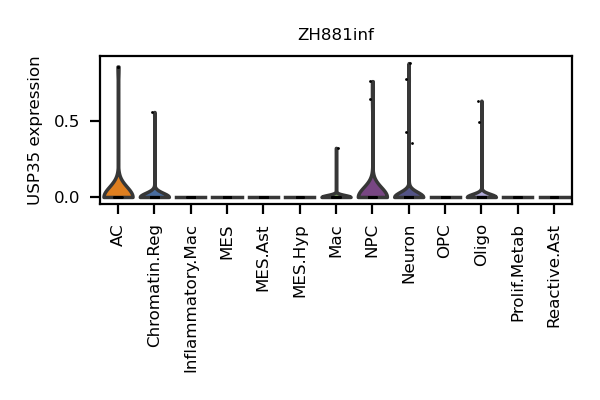 ZH881inf
USP35 expression
0.5
0.0
AC
Chromatin.Reg
Inflammatory.Mac
MES
MES.Ast
MES.Hyp
Mac
NPC
Neuron
OPC
Oligo
Prolif.Metab
Reactive.Ast